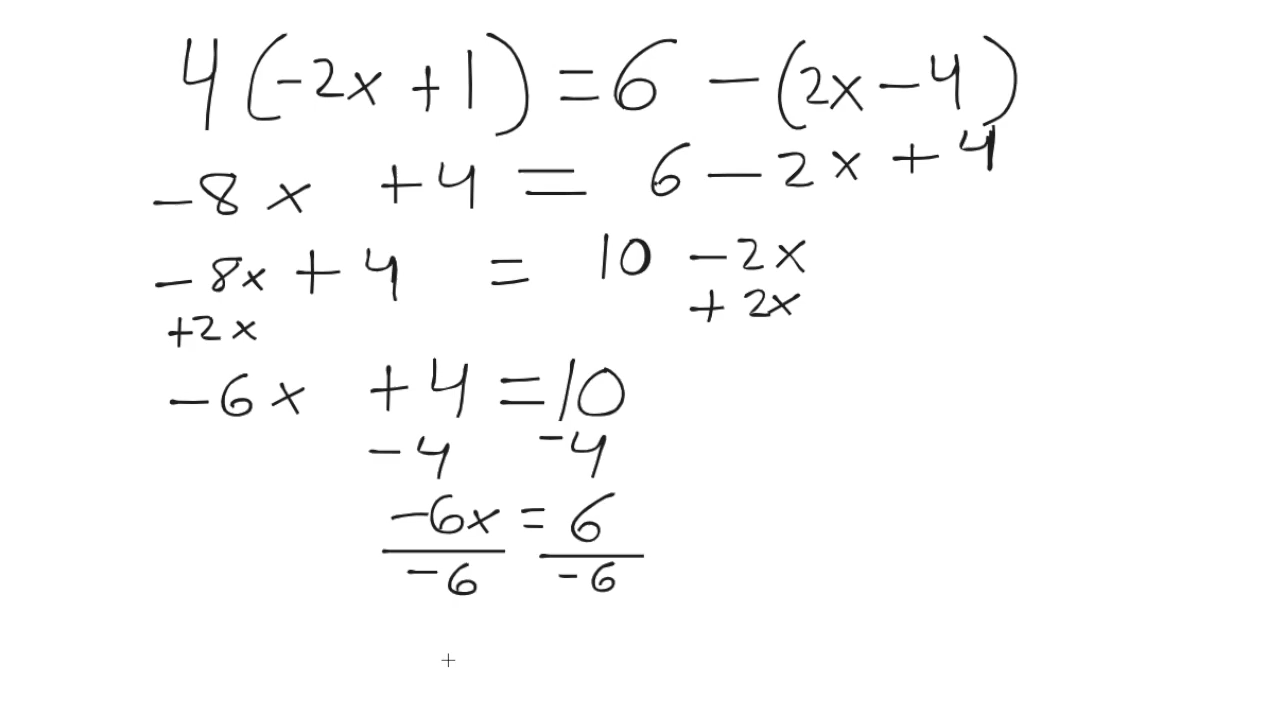 4(-2x+1)=6-(2x-4)
-8x +4 = 6-2x+4
-8x+4 = 10 -2x
+2x +2x
-6x +4=10
-4 -4
-6x = 6
-6 -6